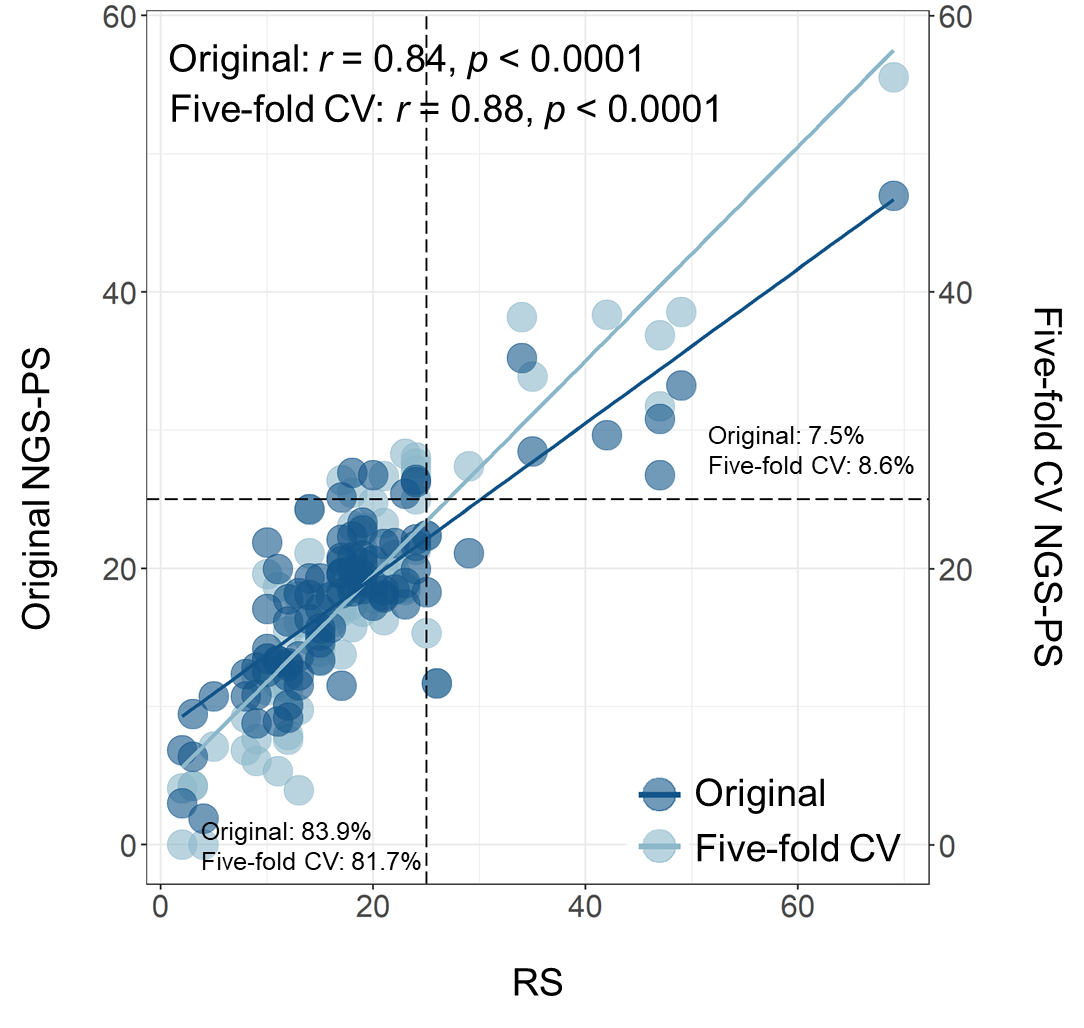 Original: r = 0.84, p < 0.0001
Five-fold CV: r = 0.88, p < 0.0001
60
40
20
0
Original NGS-PS
60
40
20
0
Five-fold CV NGS-PS
Original: 7.5%
Five-fold CV: 8.6%
Original: 83.9%
Five-fold CV: 81.7%
Original
Five-fold CV
0 20 40 60
RS